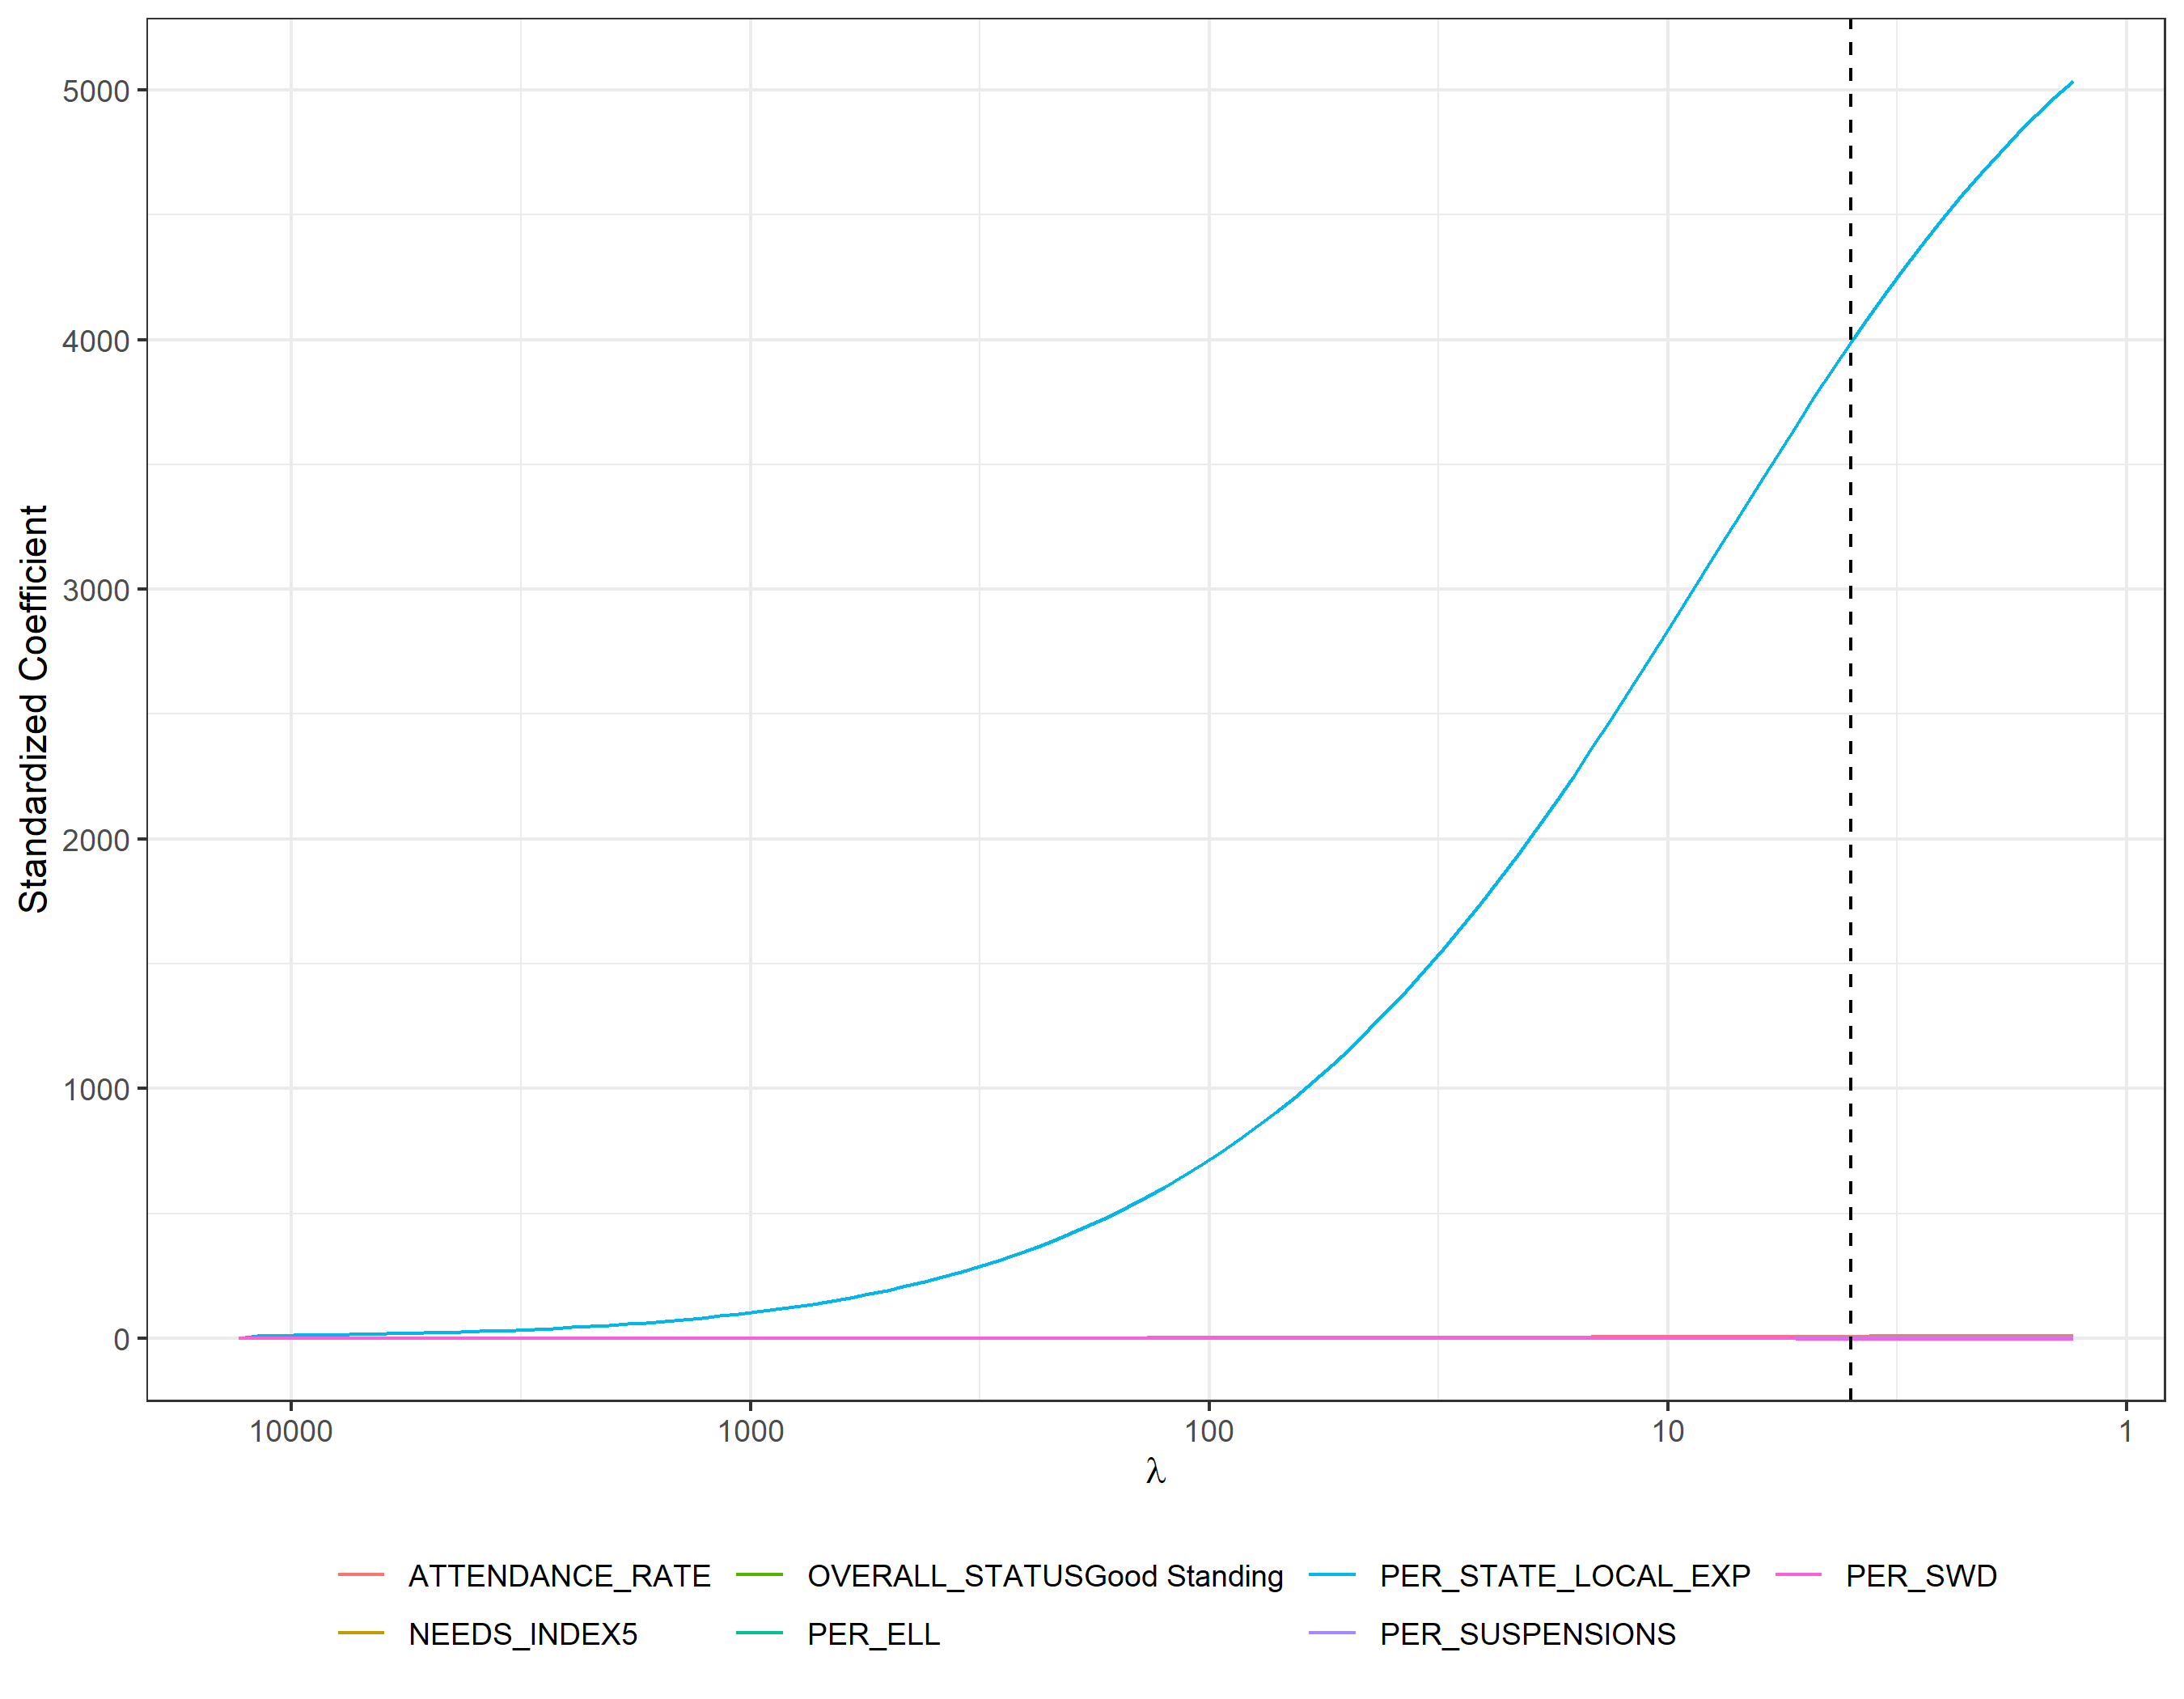 Standardized Coefficient
5000
4000
3000
2000
1000
0
10000 1000 100 10 1
λ
ATTENDANCE_RATE OVERALL_STATUSGood Standing PER_STATE_LOCAL_EXP PER_SWD
NEEDS_INDEX5 PER_ELL PER_SUSPENSIONS